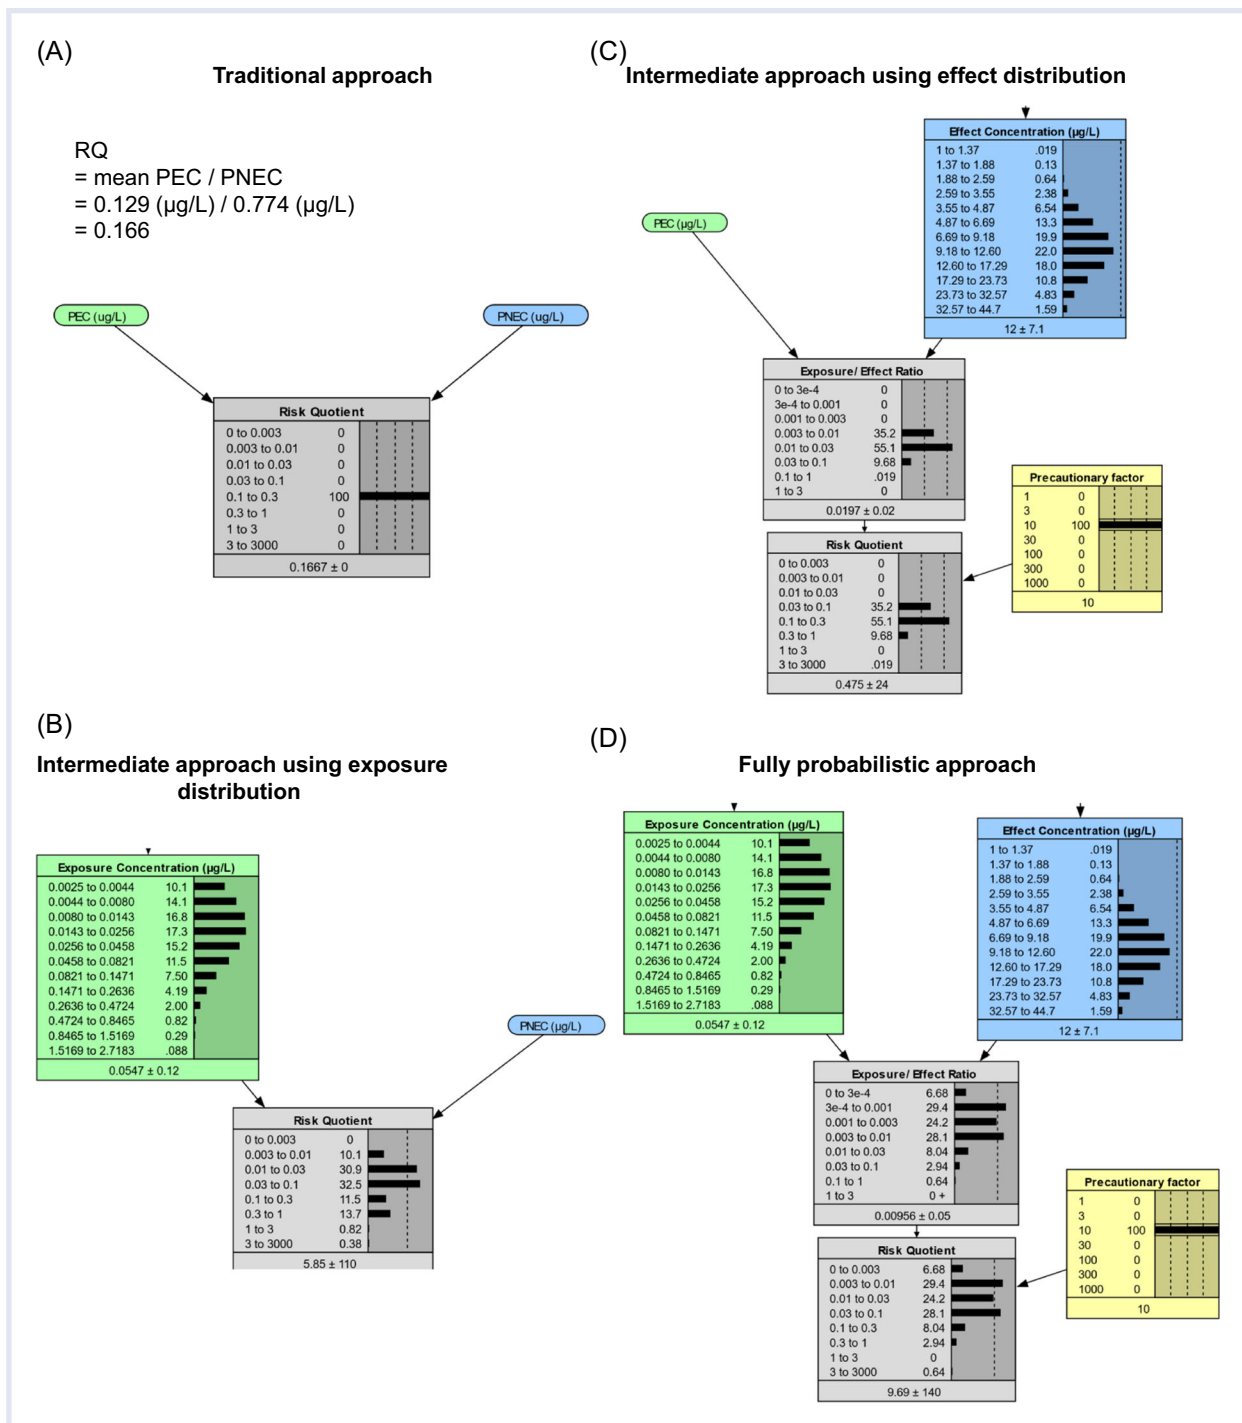 (A)
Traditional approach
RQ
= mean PEC / PNEC
= 0.129 (µg/L) / 0.774 (µg/L)
= 0.166
PEC (ug/L)
PNEC (ug/L)
Risk Quotient
0 to 0.003 0
0.003 to 0.01 0
0.01 to 0.03 0
0.03 to 0.1 0
0.1 to 0.3 100
0.3 to 1 0
1 to 3 0
3 to 3000 0
0.1667 ± 0
(C)
Intermediate approach using effect distribution
Effect Concentration (µg/L)
1 to 1.37 .019
1.37 to 1.88 0.13
1.88 to 2.59 0.64
2.59 to 3.55 2.38
3.55 to 4.87 6.54
4.87 to 6.69 13.3
6.69 to 9.18 19.9
9.18 to 12.60 22.0
12.60 to 17.29 18.0
17.29 to 23.73 10.8
23.73 to 32.57 4.83
32.57 to 44.7 1.59
12 ± 7.1
PEC (µg/L)
Exposure/ Effect Ratio
0 to 3e-4 0
3e-4 to 0.001 0
0.001 to 0.003 0
0.003 to 0.01 35.2
0.01 to 0.03 55.1
0.03 to 0.1 9.68
0.1 to 1 .019
1 to 3 0
0.0197 ± 0.02
Precautionary factor
1 0
3 0
10 100
30 0
100 0
300 0
1000 0
10
Risk Quotient
0 to 0.003 0
0.003 to 0.01 0
0.01 to 0.03 0
0.03 to 0.1 35.2
0.1 to 0.3 55.1
0.3 to 1 9.68
1 to 3 0
3 to 3000 .019
0.475 ± 24
(B)
Intermediate approach using exposure
distribution
Exposure Concentration (µg/L)
0.0025 to 0.0044 10.1
0.0044 to 0.0080 14.1
0.0080 to 0.0143 16.8
0.0143 to 0.0256 17.3
0.0256 to 0.0458 15.2
0.0458 to 0.0821 11.5
0.0821 to 0.1471 7.50
0.1471 to 0.2636 4.19
0.2636 to 0.4724 2.00
0.4724 to 0.8465 0.82
0.8465 to 1.5169 0.29
1.5169 to 2.7183 .088
0.0547 ± 0.12
PNEC (µg/L)
Risk Quotient
0 to 0.003 0
0.003 to 0.01 10.1
0.01 to 0.03 30.9
0.03 to 0.1 32.5
0.1 to 0.3 11.5
0.3 to 1 13.7
1 to 3 0.82
3 to 3000 0.38
5.85 ± 110
(D)
Fully probabilistic approach
Exposure Concentration (µg/L)
0.0025 to 0.0044 10.1
0.0044 to 0.0080 14.1
0.0080 to 0.0143 16.8
0.0143 to 0.0256 17.3
0.0256 to 0.0458 15.2
0.0458 to 0.0821 11.5
0.0821 to 0.1471 7.50
0.1471 to 0.2636 4.19
0.2636 to 0.4724 2.00
0.4724 to 0.8465 0.82
0.8465 to 1.5169 0.29
1.5169 to 2.7183 .088
0.0547 ± 0.12
Effect Concentration (µg/L)
1 to 1.37 .019
1.37 to 1.88 0.13
1.88 to 2.59 0.64
2.59 to 3.55 2.38
3.55 to 4.87 6.54
4.87 to 6.69 13.3
6.69 to 9.18 19.9
9.18 to 12.60 22.0
12.60 to 17.29 18.0
17.29 to 23.73 10.8
23.73 to 32.57 4.83
32.57 to 44.7 1.59
12 ± 7.1
Exposure/ Effect Ratio
0 to 3e-4 6.68
3e-4 to 0.001 29.4
0.001 to 0.003 24.2
0.003 to 0.01 28.1
0.01 to 0.03 8.04
0.03 to 0.1 2.94
0.1 to 1 0.64
1 to 3 0 +
0.00956 ± 0.05
Precautionary factor
1 0
3 0
10 100
30 0
100 0
300 0
1000 0
10
Risk Quotient
0 to 0.003 6.68
0.003 to 0.01 29.4
0.01 to 0.03 24.2
0.03 to 0.1 28.1
0.1 to 0.3 8.04
0.3 to 1 2.94
1 to 3 0
3 to 3000 0.64
9.69 ± 140